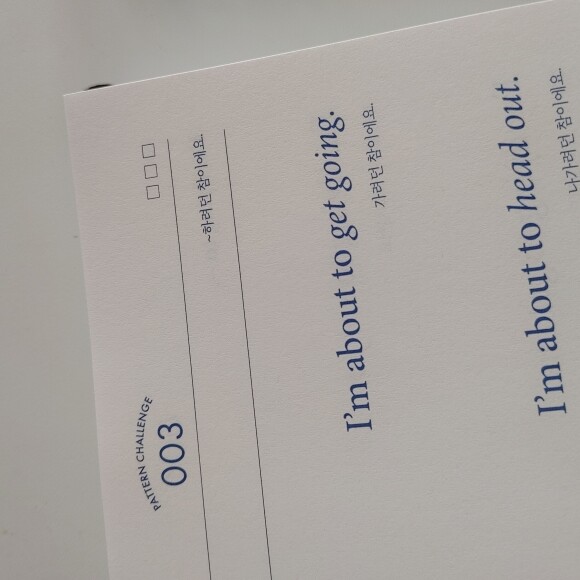 PATTERN CHALLENGE
003
~하려던 참이에요.
I'm about to get going.
가려던 참이에요.
I'm about to head out.
나가려던 참이에요.